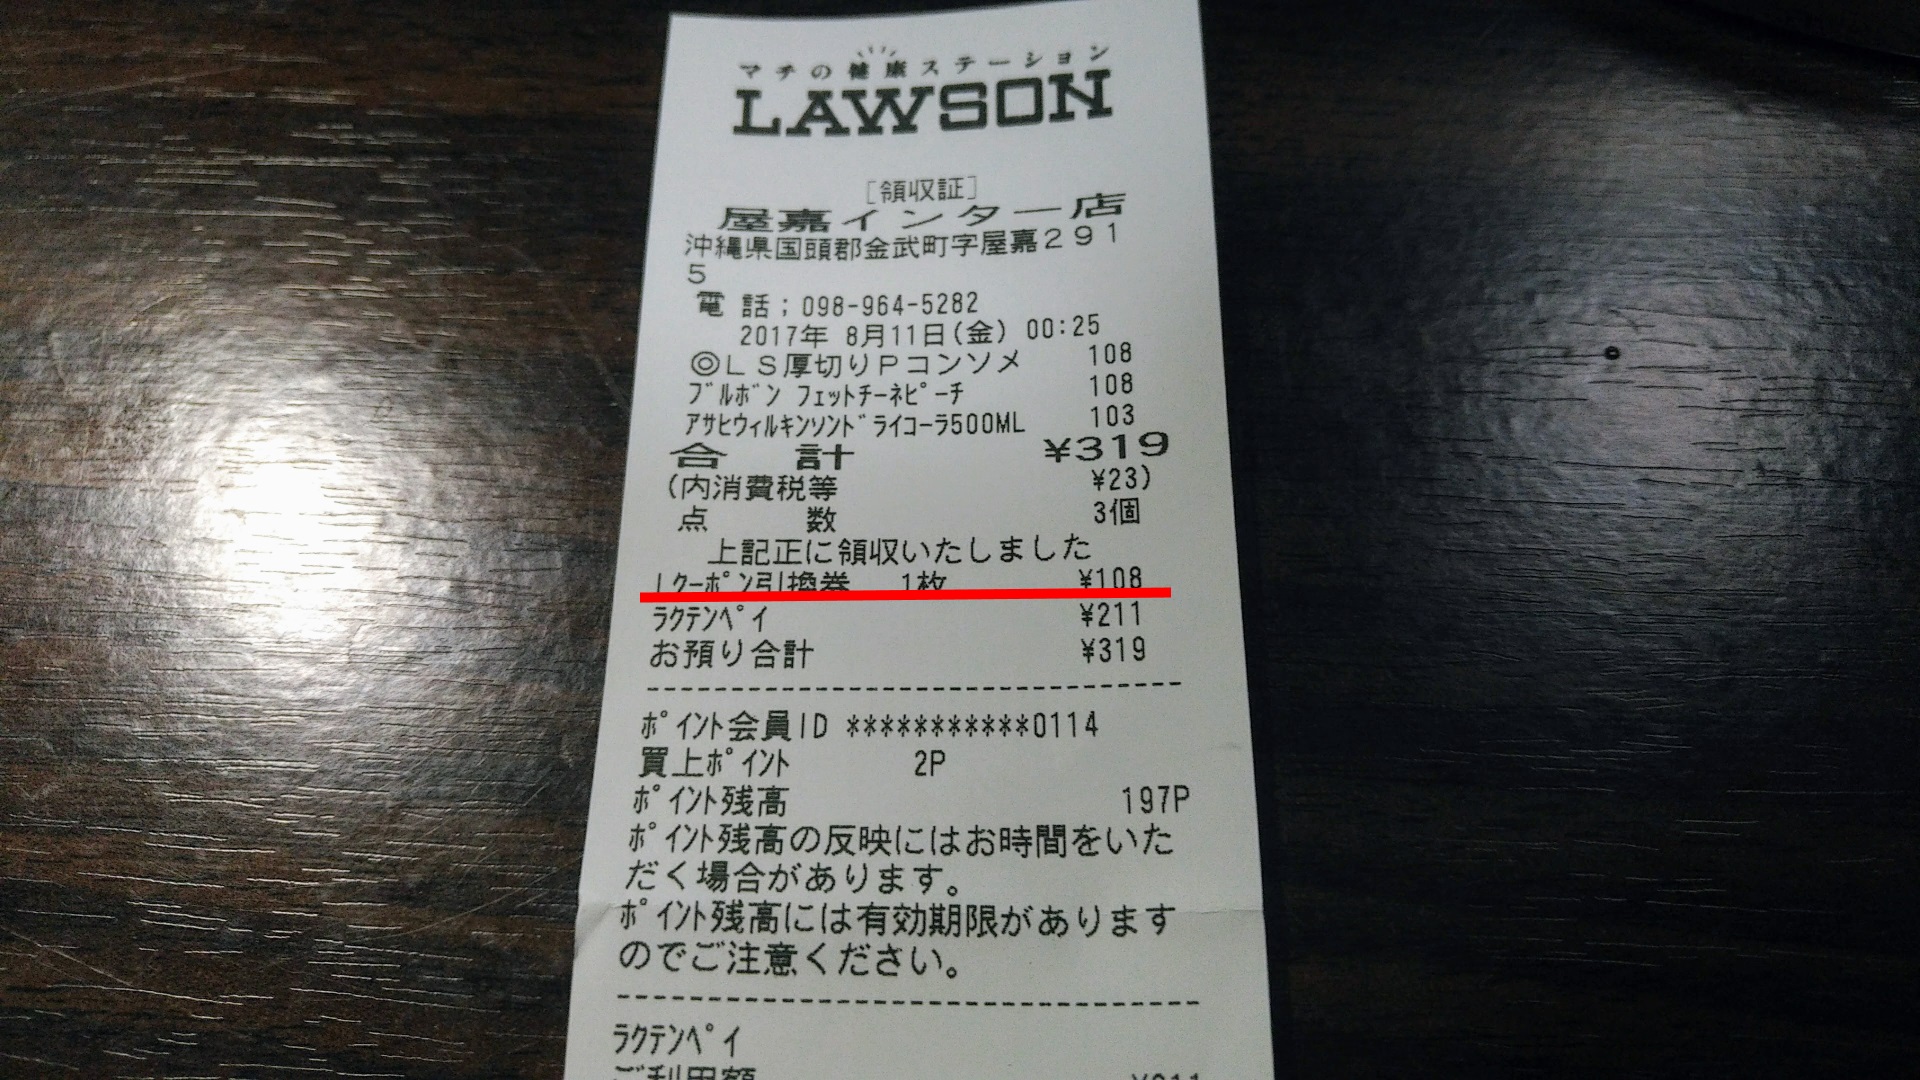 マチの健康ステーション
LAWSON
[領収証]
屋嘉インター店
沖縄県国頭郡金武町字屋嘉291
5
電 話；098-964-5282
2017年 8月11日(金) 00:25
◎LS厚切りPコンソメ 108
ﾌﾞﾙﾎﾞﾝ ﾌｪｯﾄﾁｰﾈﾋﾟｰﾁ 108
ｱｻﾋｳｨﾙｷﾝｿﾝﾄﾞﾗｲｺｰﾗ500ML 103
合 計 ¥319
(内消費税等 ¥23)
点 数 3個
上記正に領収いたしました
Lｸｰﾎﾟﾝ引換券 1枚 ¥108
ﾗｸﾃﾝﾍﾟｲ ¥211
お預り合計 ¥319
ﾎﾟｲﾝﾄ会員ID ***********0114
買上ﾎﾟｲﾝﾄ 2P
ﾎﾟｲﾝﾄ残高 197P
ﾎﾟｲﾝﾄ残高の反映にはお時間をいた
だく場合があります。
ﾎﾟｲﾝﾄ残高には有効期限があります
のでご注意ください。
ﾗｸﾃﾝﾍﾟｲ
ご利用額 ¥211